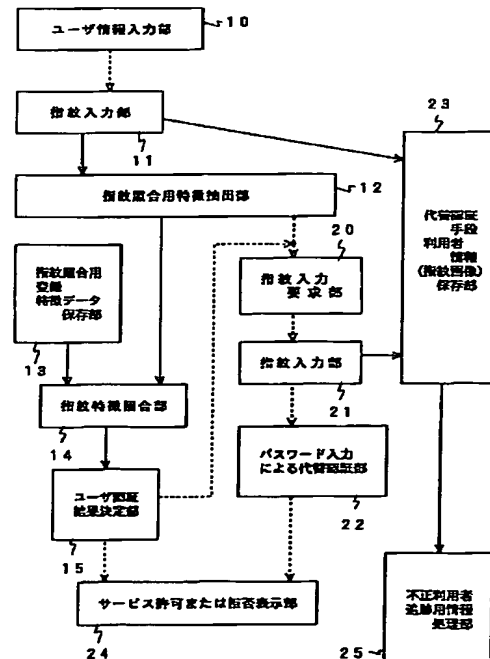 ユーザ情報入力部
10
指紋入力部
11
23
指紋照合用特徴抽出部
12
代替認証
手段
利用者
情報
(指紋画像)
保存部
20
指紋入力
要求部
指紋照合用
登録
特徴データ
保存部
13
指紋入力部
21
指紋特徴照合部
14
パスワード入力
による代替認証部
22
ユーザ認証
結果決定部
15
サービス許可または拒否表示部
24
不正利用者
追跡用情報
処理部
25